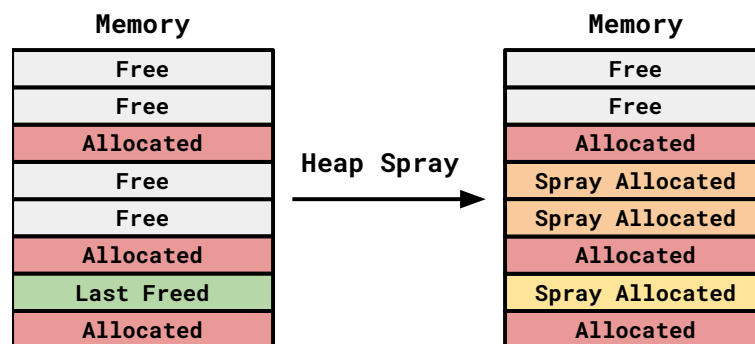 Memory
Free
Free
Allocated
Free
Free
Allocated
Last Freed
Allocated
Heap Spray
Memory
Free
Free
Allocated
Spray Allocated
Spray Allocated
Allocated
Spray Allocated
Allocated